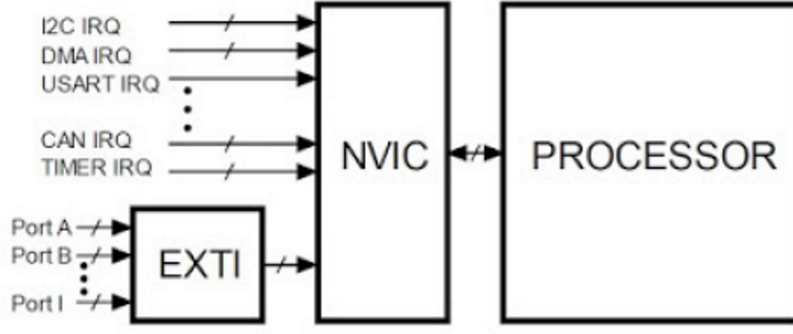 I2C IRQ
DMA IRQ
USART IRQ
CAN IRQ
TIMER IRQ
NVIC
PROCESSOR
Port A
Port B
Port I
EXTI